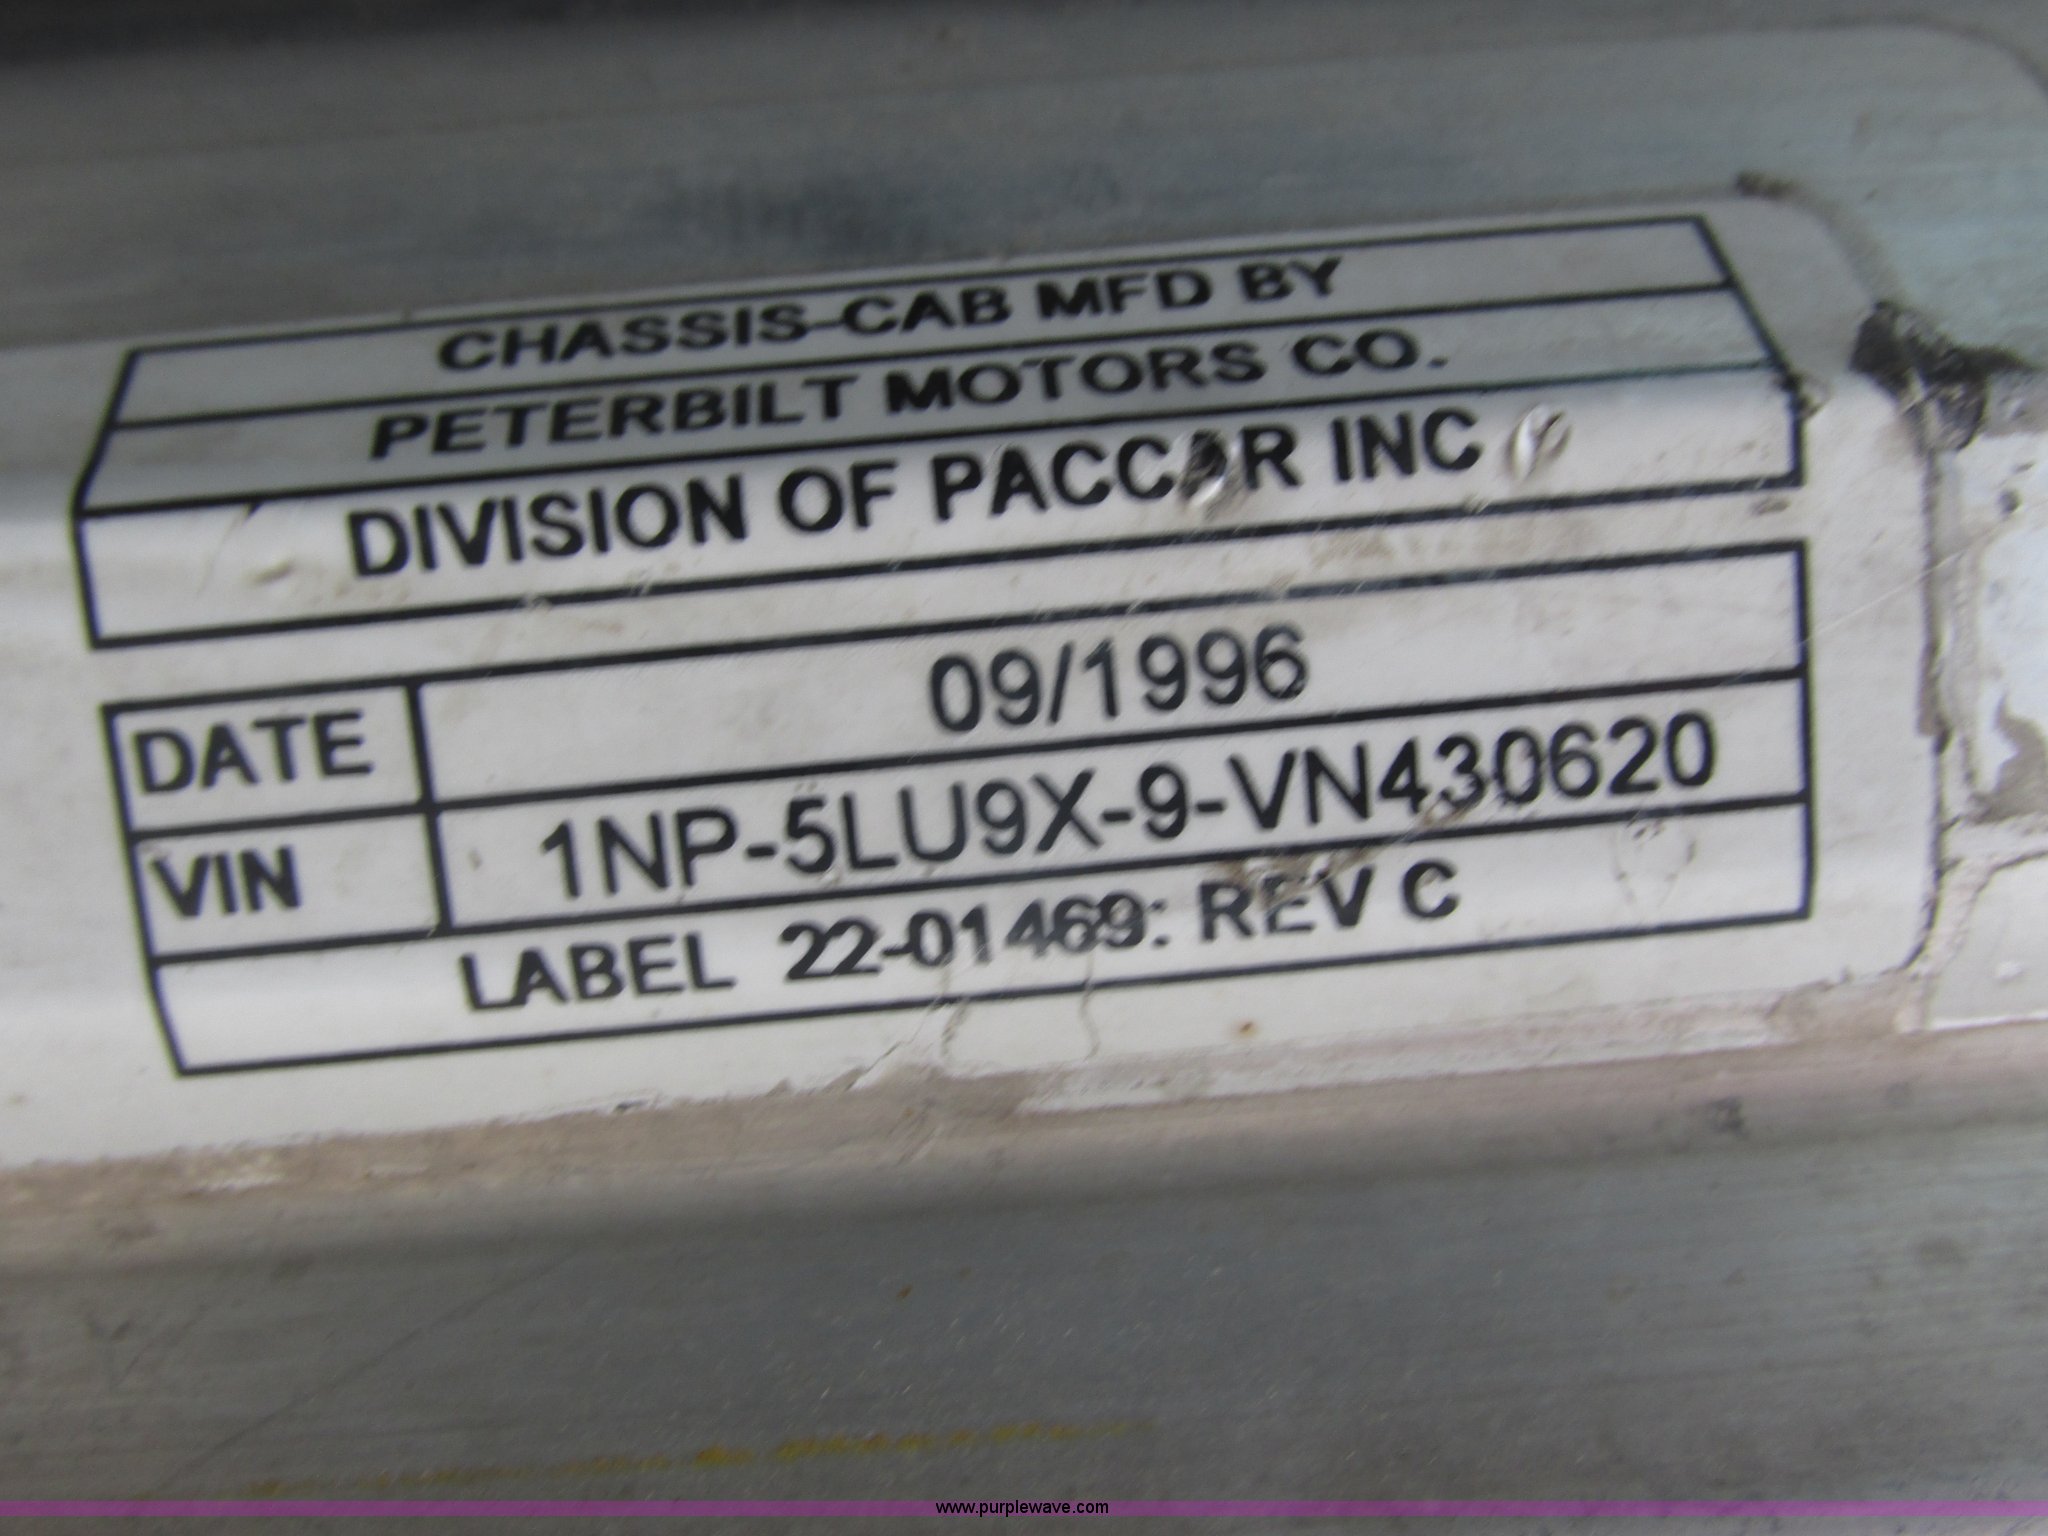 CHASSIS-CAB MFD BY
PETERBILT MOTORS CO.
DIVISION OF PACCAR INC
DATE 09/1996
VIN 1NP-5LU9X-9-VN430620
LABEL 22-01469: REV C
www.purplewave.com